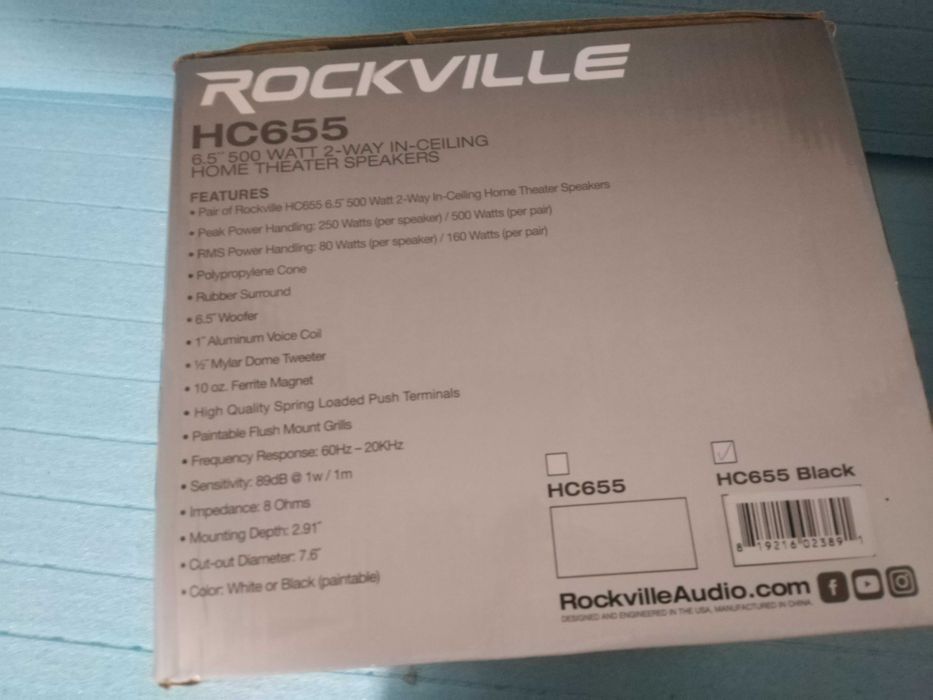 ROCKVILLE
HC655
6.5" 500 WATT 2-WAY IN-CEILING
HOME THEATER SPEAKERS
FEATURES
• Pair of Rockville HC655 6.5" 500 Watt 2-Way In-Ceiling Home Theater Speakers
• Peak Power Handling: 250 Watts (per speaker) / 500 Watts (per pair)
• RMS Power Handling: 80 Watts (per speaker) / 160 Watts (per pair)
• Polypropylene Cone
• Rubber Surround
• 6.5" Woofer
• 1" Aluminum Voice Coil
• ½" Mylar Dome Tweeter
• 10 oz. Ferrite Magnet
• High Quality Spring Loaded Push Terminals
• Paintable Flush Mount Grills
• Frequency Response: 60Hz – 20KHz
• Sensitivity: 89dB @ 1w / 1m
• Impedance: 8 Ohms
• Mounting Depth: 2.91"
• Cut-out Diameter: 7.6"
• Color: White or Black (paintable)
HC655
HC655 Black
8 19216 02389 1
RockvilleAudio.com
DESIGNED AND ENGINEERED IN THE USA, MANUFACTURED IN CHINA.